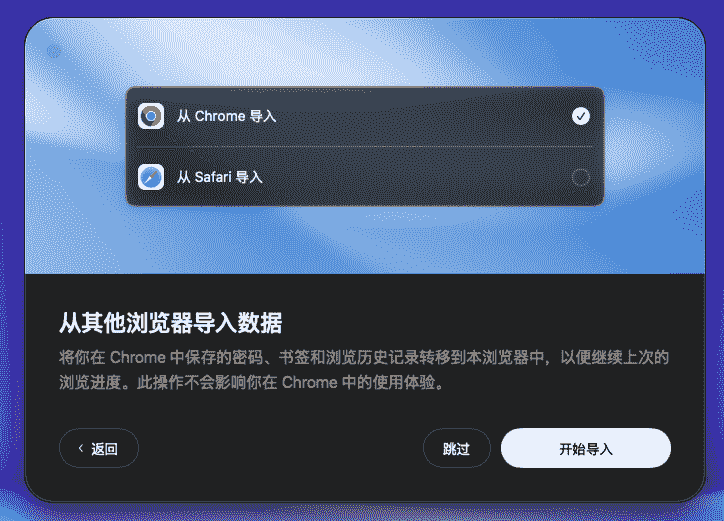 从 Chrome 导入
从 Safari 导入
从其他浏览器导入数据
将你在 Chrome 中保存的密码、书签和浏览历史记录转移到本浏览器中，以便继续上次的
浏览进度。此操作不会影响你在 Chrome 中的使用体验。
返回
跳过
开始导入